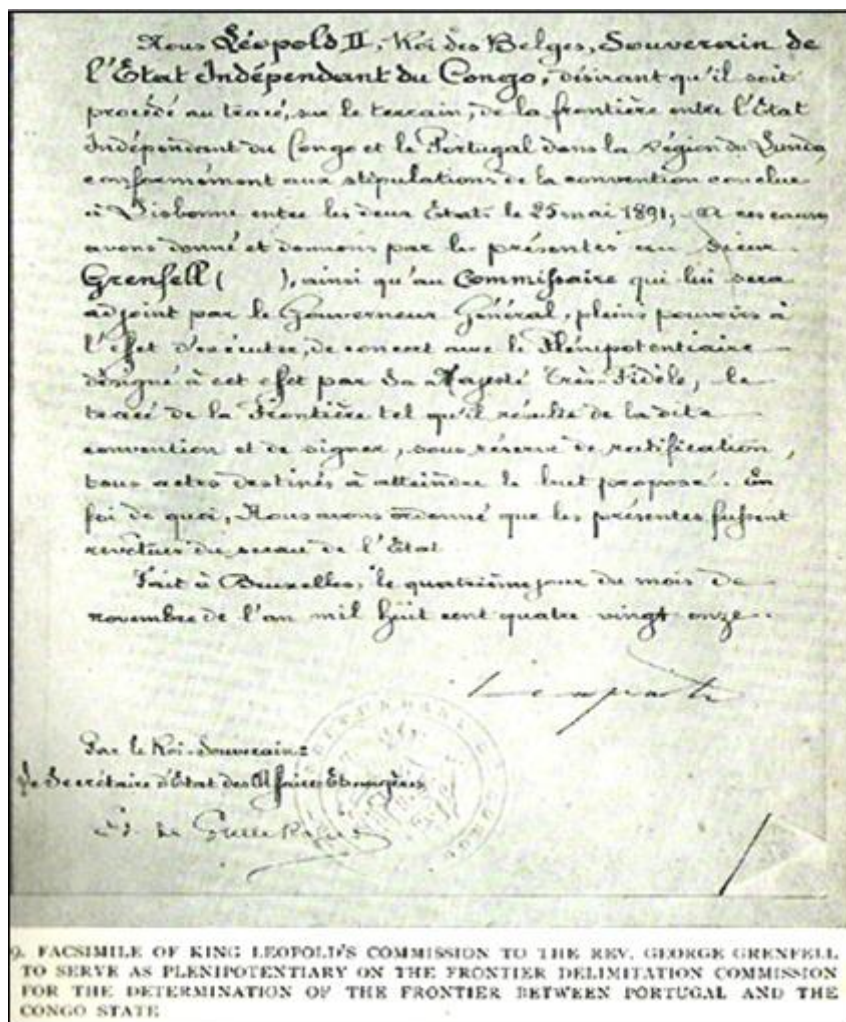 Nous Léopold II, Roi des Belges, Souverain de
l'État Indépendant du Congo, désirant qu'il soit
procédé au tracé, sur le terrain, de la frontière entre l'État
Indépendant du Congo et le Portugal dans la région du Lunda,
conformément aux stipulations de la convention conclue
à Lisbonne entre les deux États le 25 mai 1891, A ces causes
avons donné et donnons par les présentes au Sieur
Grenfell ( ), ainsi qu'au Commissaire qui lui sera
adjoint par le Gouverneur Général, pleins pouvoirs à
l'effet d'exécuter, de concert avec le Plénipotentiaire
désigné à cet effet par Sa Majesté Très-Fidèle, le
tracé de la Frontière tel qu'il résulte de la dite
convention et de signer, sous réserve de ratification,
tous actes destinés à atteindre le but proposé. En
foi de quoi, Nous avons ordonné que les présentes fussent
revêtues du sceau de l'État.
Fait à Bruxelles, le quatrième jour du mois de
novembre de l'an mil huit cent quatre vingt onze.
Léopold
Par le Roi-Souverain:
Le Secrétaire d'État des Affaires Étrangères
9. FACSIMILE OF KING LEOPOLD'S COMMISSION TO THE REV. GEORGE GRENFELL
TO SERVE AS PLENIPOTENTIARY ON THE FRONTIER DELIMITATION COMMISSION
FOR THE DETERMINATION OF THE FRONTIER BETWEEN PORTUGAL AND THE
CONGO STATE